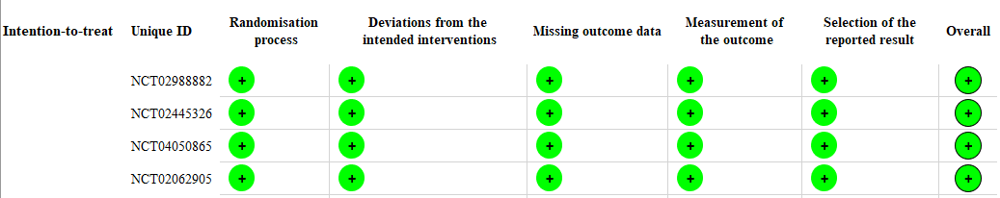 Intention-to-treat Unique ID Randomisation process Deviations from the intended interventions Missing outcome data Measurement of the outcome Selection of the reported result Overall
NCT02988882 + + + + + +
NCT02445326 + + + + + +
NCT04050865 + + + + + +
NCT02062905 + + + + + +